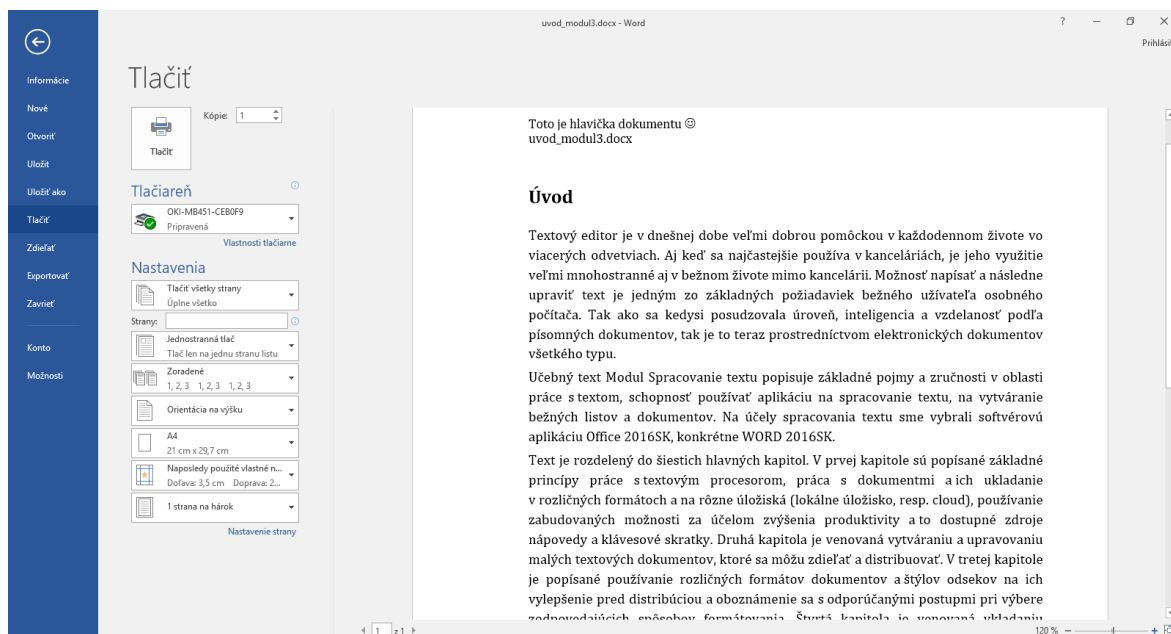 uvod_modul3.docx - Word
?
Prihlásiť
Informácie
Nové
Otvoriť
Uložit
Uložiť ako
Tlačiť
Zdieľať
Exportovať
Zavrieť
Konto
Možnosti
Tlačiť
Tlačiť
Kópie: 1
Tlačiareň
OKI-MB451-CEB0F9
Pripravená
Vlastnosti tlačiarne
Nastavenia
Tlačiť všetky strany
Úplne všetko
Strany:
Jednostranná tlač
Tlač len na jednu stranu listu
Zoradené
1, 2, 3 1, 2, 3 1, 2, 3
Orientácia na výšku
A4
21 cm x 29,7 cm
Naposledy použité vlastné n...
Doľava: 3,5 cm Doprava: 2...
1 strana na hárok
Nastavenie strany
Toto je hlavička dokumentu ☺
uvod_modul3.docx
Úvod
Textový editor je v dnešnej dobe veľmi dobrou pomôckou v každodennom živote vo
viacerých odvetviach. Aj keď sa najčastejšie používa v kanceláriách, je jeho využitie
veľmi mnohostranné aj v bežnom živote mimo kancelárii. Možnosť napísať a následne
upraviť text je jedným zo základných požiadaviek bežného užívateľa osobného
počítača. Tak ako sa kedysi posudzovala úroveň, inteligencia a vzdelanosť podľa
písomných dokumentov, tak je to teraz prostredníctvom elektronických dokumentov
všetkého typu.
Učebný text Modul Spracovanie textu popisuje základné pojmy a zručnosti v oblasti
práce s textom, schopnosť používať aplikáciu na spracovanie textu, na vytváranie
bežných listov a dokumentov. Na účely spracovania textu sme vybrali softvérovú
aplikáciu Office 2016SK, konkrétne WORD 2016SK.
Text je rozdelený do šiestich hlavných kapitol. V prvej kapitole sú popísané základné
princípy práce s textovým procesorom, práca s dokumentmi a ich ukladanie
v rozličných formátoch a na rôzne úložiská (lokálne úložisko, resp. cloud), používanie
zabudovaných možnosti za účelom zvýšenia produktivity a to dostupné zdroje
nápovedy a klávesové skratky. Druhá kapitola je venovaná vytváraniu a upravovaniu
malých textových dokumentov, ktoré sa môžu zdieľať a distribuovať. V tretej kapitole
je popísané používanie rozličných formátov dokumentov a štýlov odsekov na ich
vylepšenie pred distribúciou a oboznámenie sa s odporúčanými postupmi pri výbere
zodpovedajúcich spôsobov formátovania. Štvrtá kapitola je venovaná vkladaniu
1 z 1
120 %